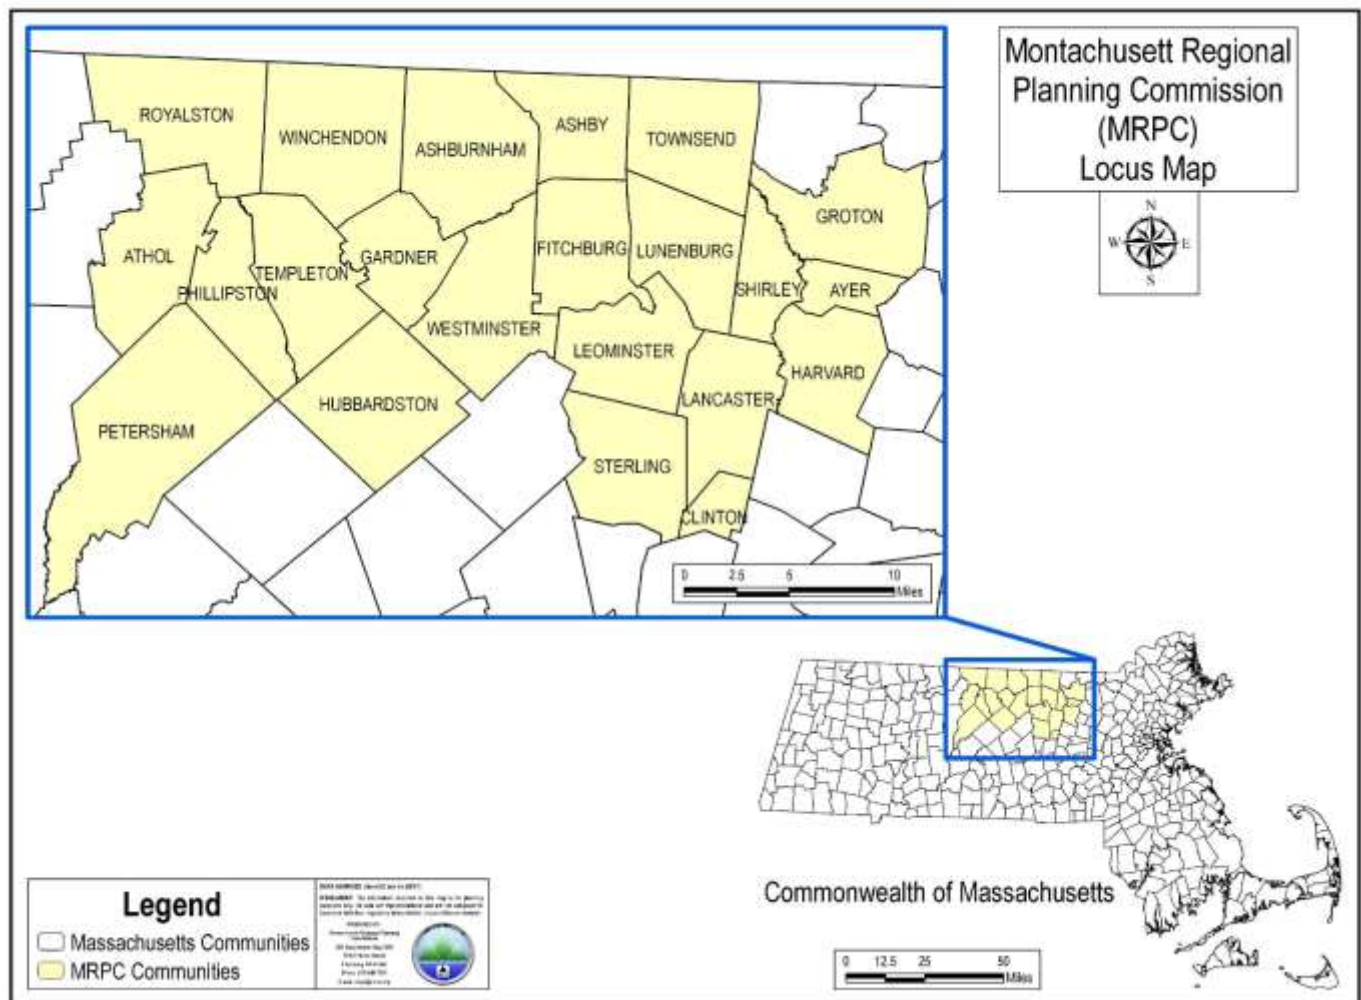 Montachusett Regional
Planning Commission
(MRPC)
Locus Map
N
W
E
S
ROYALSTON
WINCHENDON
ASHBURNHAM
ASHBY
TOWNSEND
GROTON
ATHOL
PHILLIPSTON
TEMPLETON
GARDNER
FITCHBURG
LUNENBURG
SHIRLEY
AYER
WESTMINSTER
LEOMINSTER
HARVARD
LANCASTER
HUBBARDSTON
PETERSHAM
STERLING
CLINTON
0 2.5 5 10
Miles
Commonwealth of Massachusetts
0 12.5 25 50
Miles
Legend
Massachusetts Communities
MRPC Communities